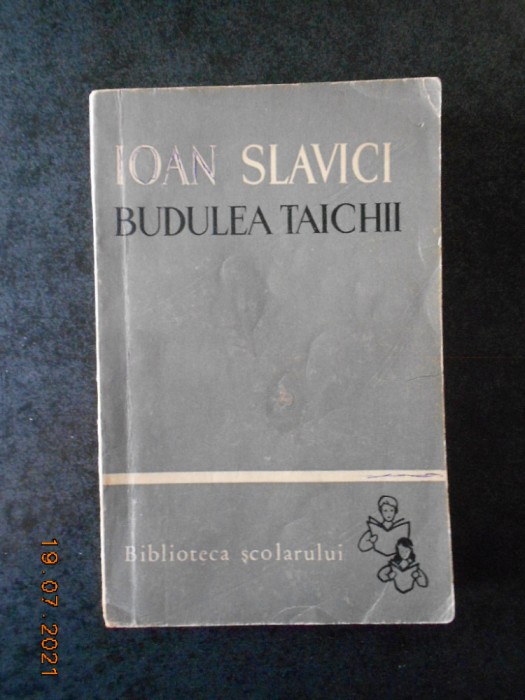 IOAN SLAVICI
BUDULEA TAICHII
Biblioteca școlarului
19.07.2021